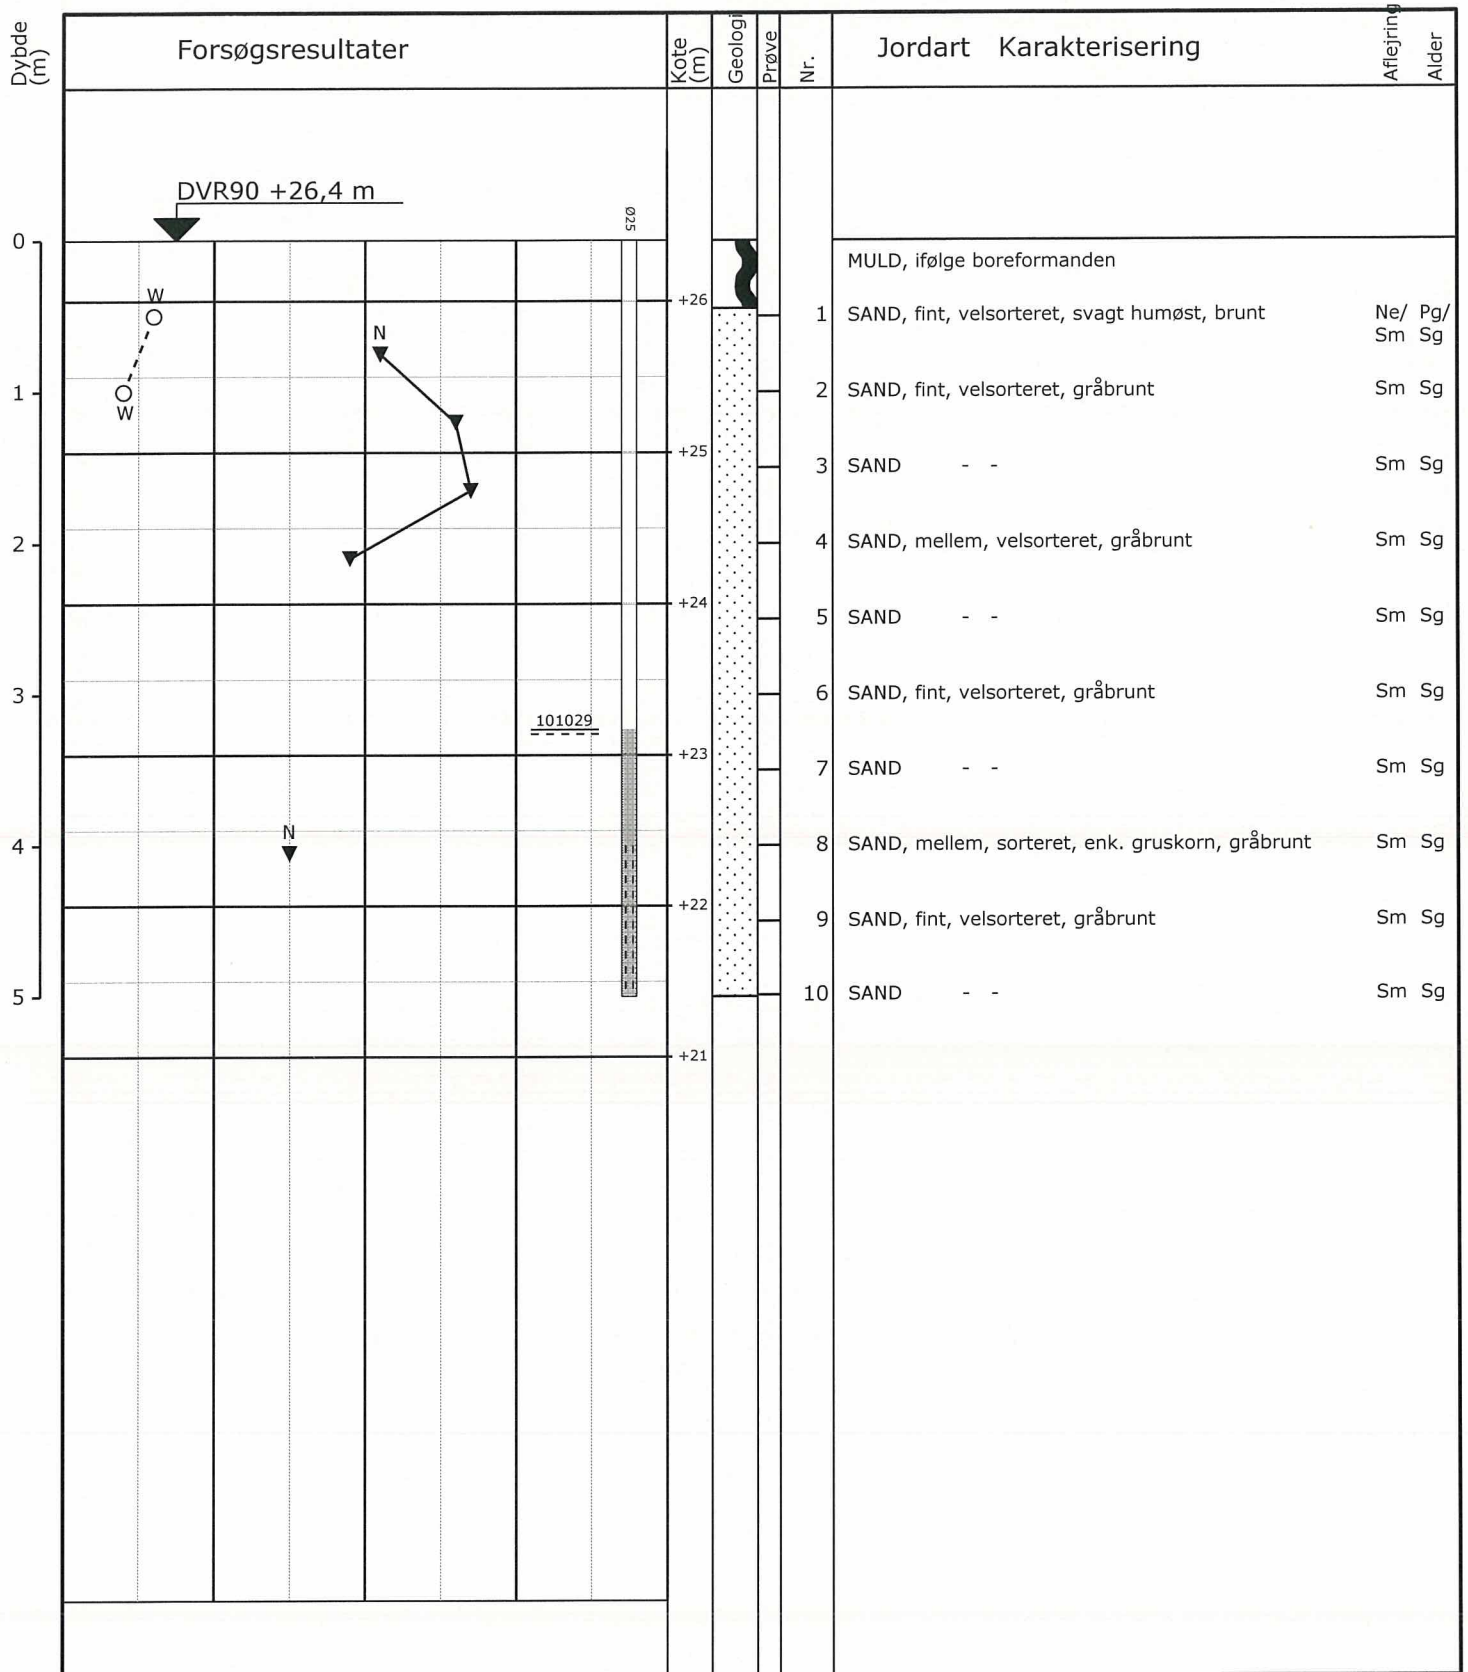 Dybde
(m)
Forsøgsresultater
Kote
(m)
Geologi
Prøve
Nr.
Jordart Karakterisering
Aflejring
Alder
DVR90 +26,4 m
Ø25
0
MULD, ifølge boreformanden
W
+26
1 SAND, fint, velsorteret, svagt humøst, brunt Ne/ Pg/
Sm Sg
N
1
2 SAND, fint, velsorteret, gråbrunt Sm Sg
W
+25
3 SAND - - Sm Sg
2
4 SAND, mellem, velsorteret, gråbrunt Sm Sg
+24
5 SAND - - Sm Sg
3
6 SAND, fint, velsorteret, gråbrunt Sm Sg
101029
+23
7 SAND - - Sm Sg
N
4
8 SAND, mellem, sorteret, enk. gruskorn, gråbrunt Sm Sg
+22
9 SAND, fint, velsorteret, gråbrunt Sm Sg
5
10 SAND - - Sm Sg
+21